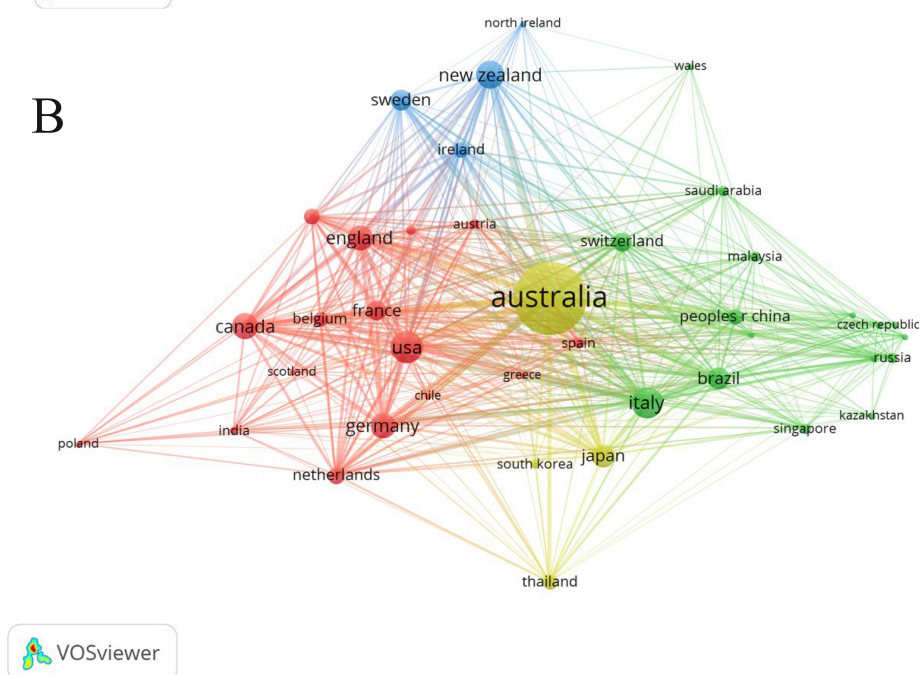 north ireland
wales
new zealand
sweden
B
ireland
saudi arabia
austria
england
switzerland
malaysia
australia
france
peoples r china
belgium
canada
czech republic
usa
spain
russia
scotland
greece
brazil
chile
italy
kazakhstan
germany
india
singapore
poland
japan
south korea
netherlands
thailand
VOSviewer